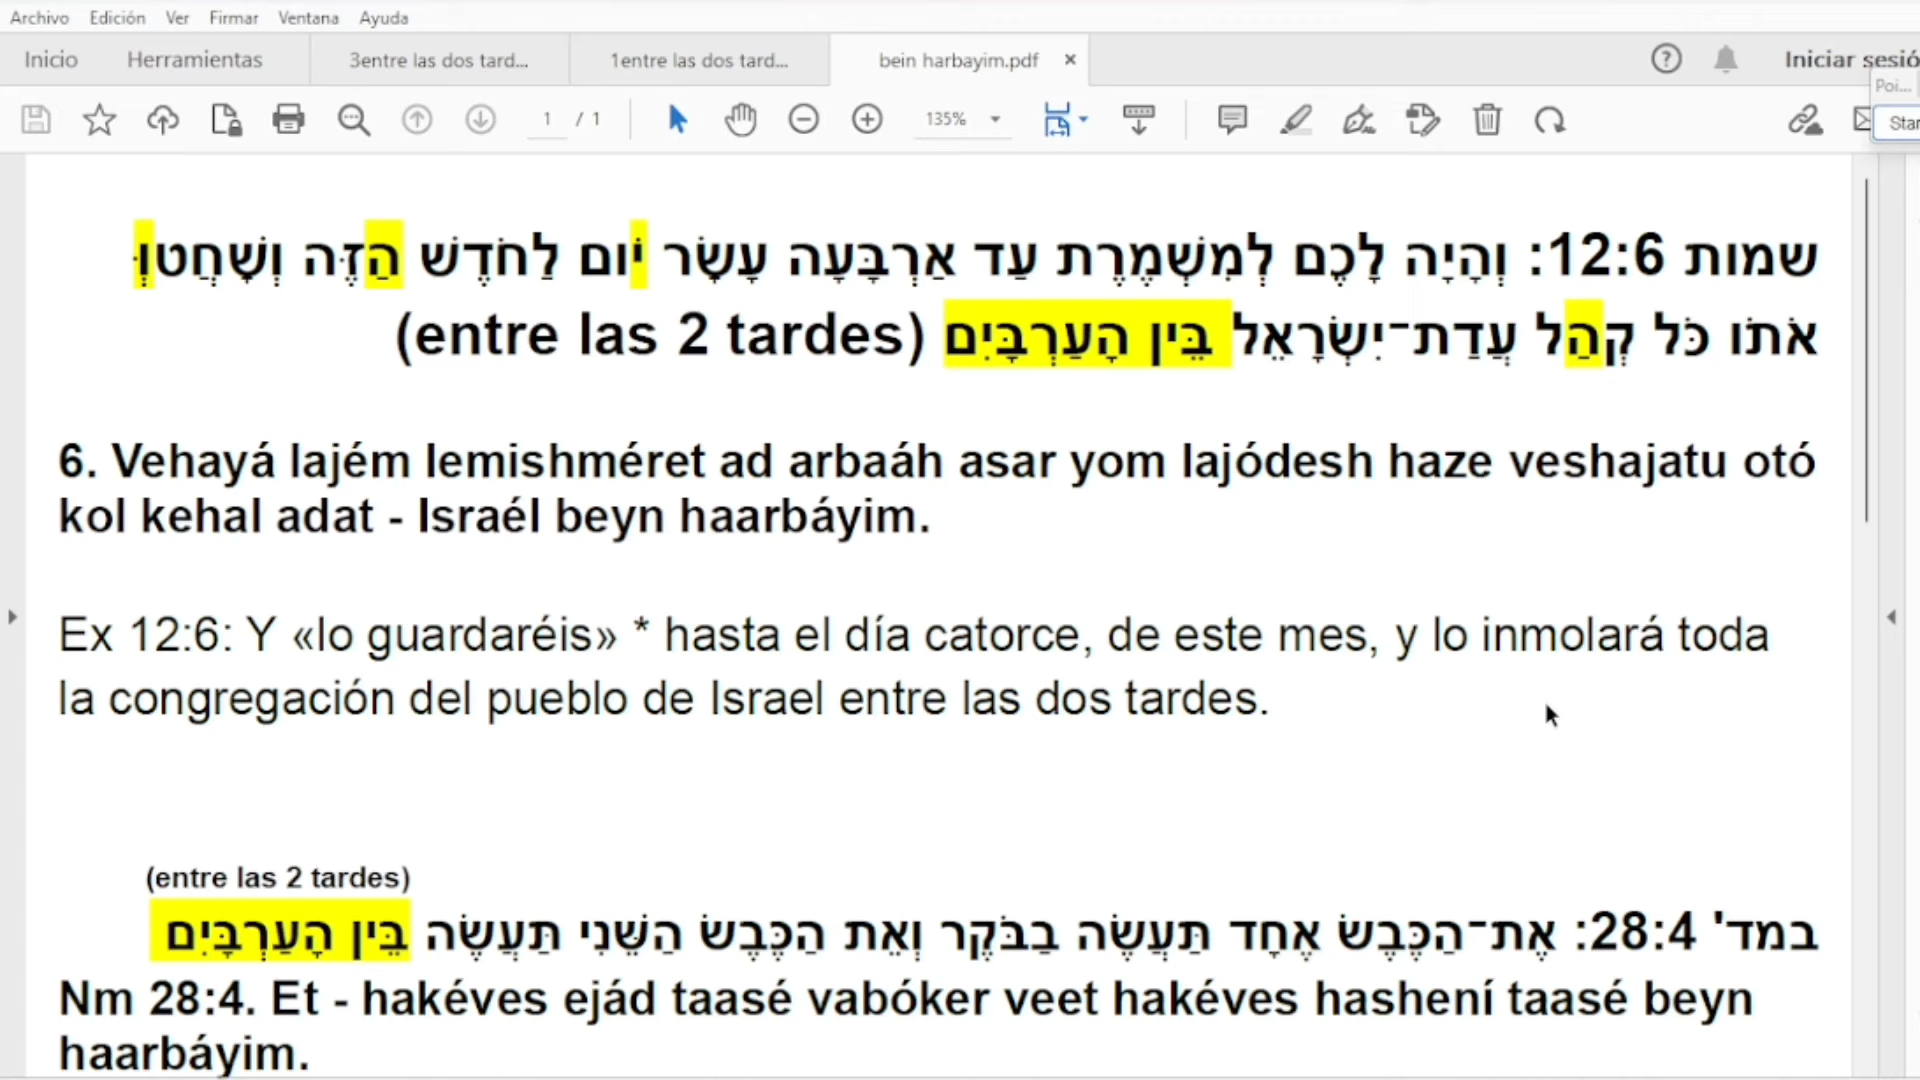 Archivo Edición Ver Firmar Ventana Ayuda
Inicio Herramientas 3entre las dos tard... 1entre las dos tard... bein harbayim.pdf × Iniciar sesió
Poi...
1 / 1 135% Star
שמות 12:6: וְהָיָה לָכֶם לְמִשְׁמֶרֶת עַד אַרְבָּעָה עָשָׂר יֹום לַחֹדֶשׁ הַזֶּה וְשָׁחֲטוְּ
אֹתֹו כֹּל קְהַל עֲדַת־יִשְׂרָאֵל בֵּין הָעַרְבָּיִם (entre las 2 tardes)
6. Vehayá lajém lemishméret ad arbaáh asar yom lajódesh haze veshajatu otó
kol kehal adat - Israél beyn haarbáyim.
Ex 12:6: Y «lo guardaréis» * hasta el día catorce, de este mes, y lo inmolará toda
la congregación del pueblo de Israel entre las dos tardes.
(entre las 2 tardes)
במד' 28:4: אֶת־הַכֶּבֶשׂ אֶחָד תַּעֲשֶׂה בַבֹּקֶר וְאֵת הַכֶּבֶשׂ הַשֵּׁנִי תַּעֲשֶׂה בֵּין הָעַרְבָּיִם
Nm 28:4. Et - hakéves ejád taasé vabóker veet hakéves hashení taasé beyn
haarbáyim.